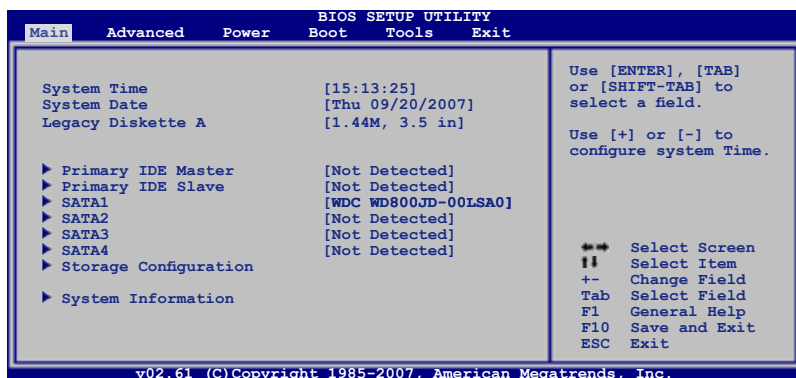 BIOS SETUP UTILITY
Main Advanced Power Boot Tools Exit
System Time [15:13:25]
System Date [Thu 09/20/2007]
Legacy Diskette A [1.44M, 3.5 in]
Primary IDE Master [Not Detected]
Primary IDE Slave [Not Detected]
SATA1 [WDC WD800JD-00LSA0]
SATA2 [Not Detected]
SATA3 [Not Detected]
SATA4 [Not Detected]
Storage Configuration
System Information
Use [ENTER], [TAB]
or [SHIFT-TAB] to
select a field.
Use [+] or [-] to
configure system Time.
Select Screen
Select Item
+- Change Field
Tab Select Field
F1 General Help
F10 Save and Exit
ESC Exit
v02.61 (C)Copyright 1985-2007, American Megatrends, Inc.